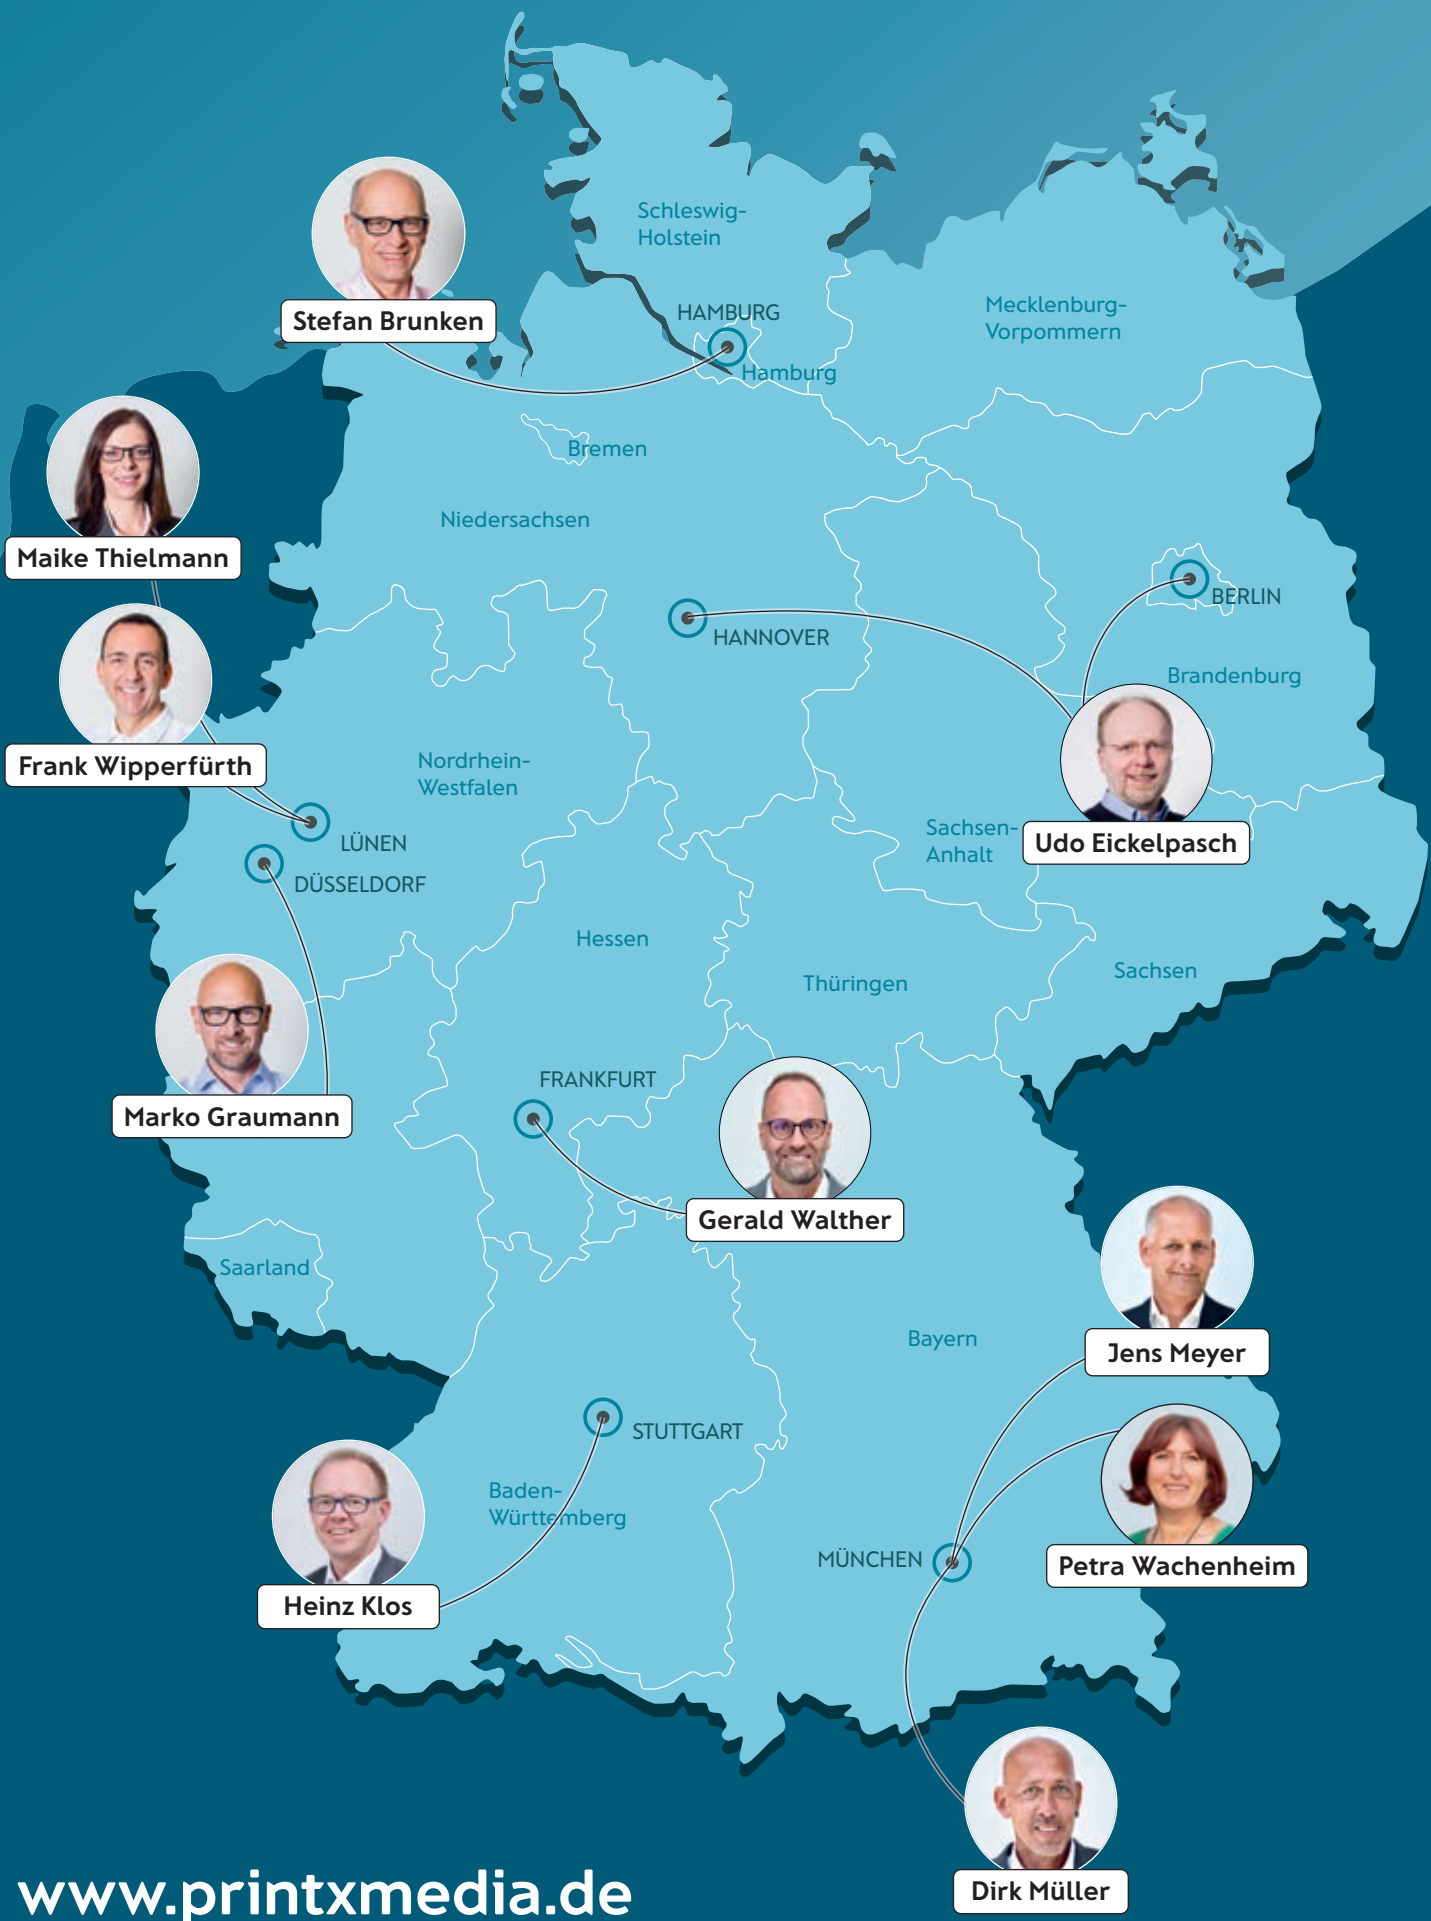 Schleswig-
Holstein
HAMBURG
Hamburg
Mecklenburg-
Vorpommern
Stefan Brunken
Bremen
Niedersachsen
Maike Thielmann
BERLIN
HANNOVER
Brandenburg
Frank Wipperfürth
Nordrhein-
Westfalen
LÜNEN
DÜSSELDORF
Sachsen-
Anhalt
Udo Eickelpasch
Hessen
Thüringen
Sachsen
Marko Graumann
FRANKFURT
Gerald Walther
Saarland
Bayern
Jens Meyer
STUTTGART
Baden-
Württemberg
MÜNCHEN
Petra Wachenheim
Heinz Klos
Dirk Müller
www.printxmedia.de